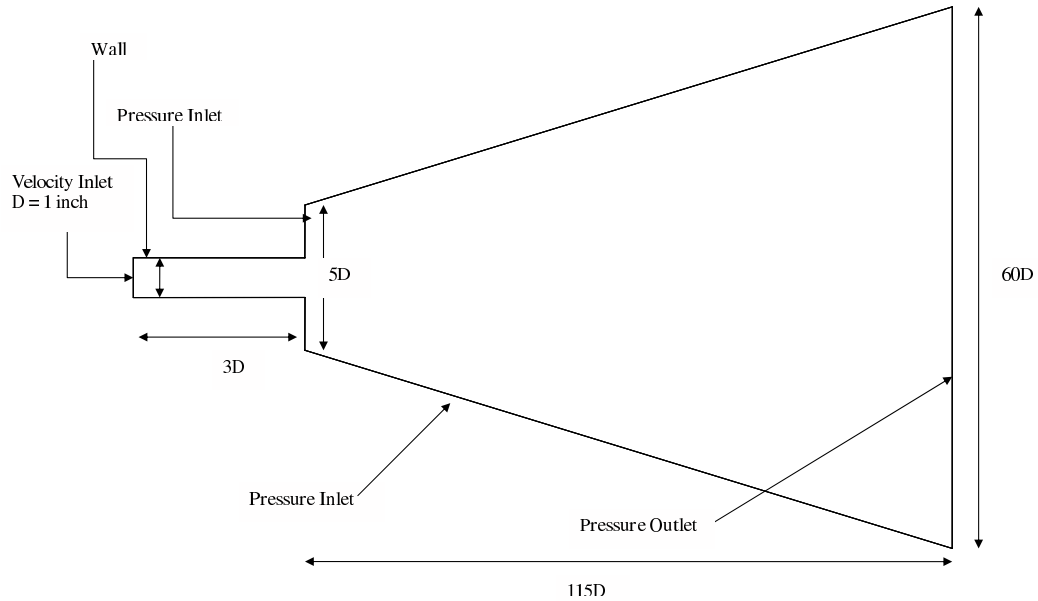 Wall
Pressure Inlet
Velocity Inlet
D = 1 inch
5D
60D
3D
Pressure Inlet
Pressure Outlet
115D